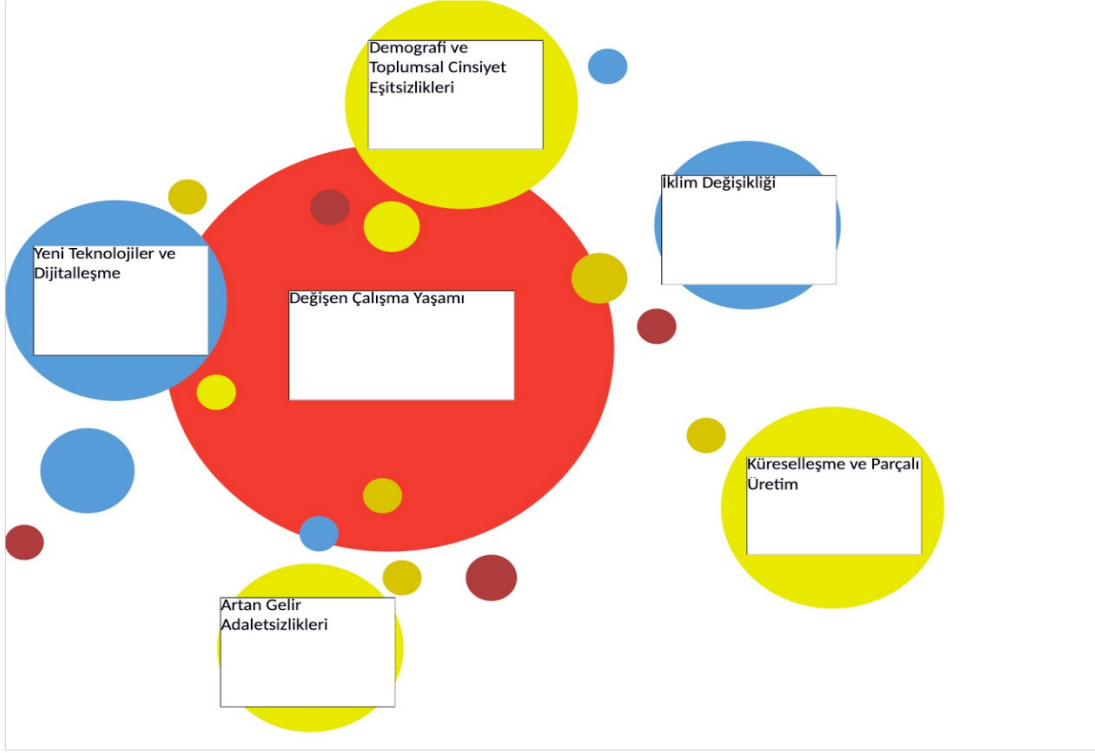 Demografi ve
Toplumsal Cinsiyet
Eşitsizlikleri
İklim Değişikliği
Yeni Teknolojiler ve
Dijitalleşme
Değişen Çalışma Yaşamı
Küreselleşme ve Parçalı
Üretim
Artan Gelir
Adaletsizlikleri